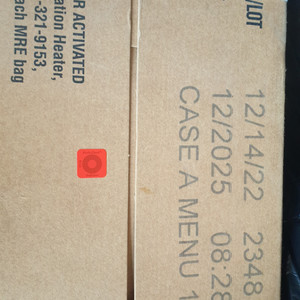 /LOT
12/14/22 2348
12/2025 08:28
CASE A MENU 1
R ACTIVATED
ation Heater,
-321-9153,
ach MRE bag